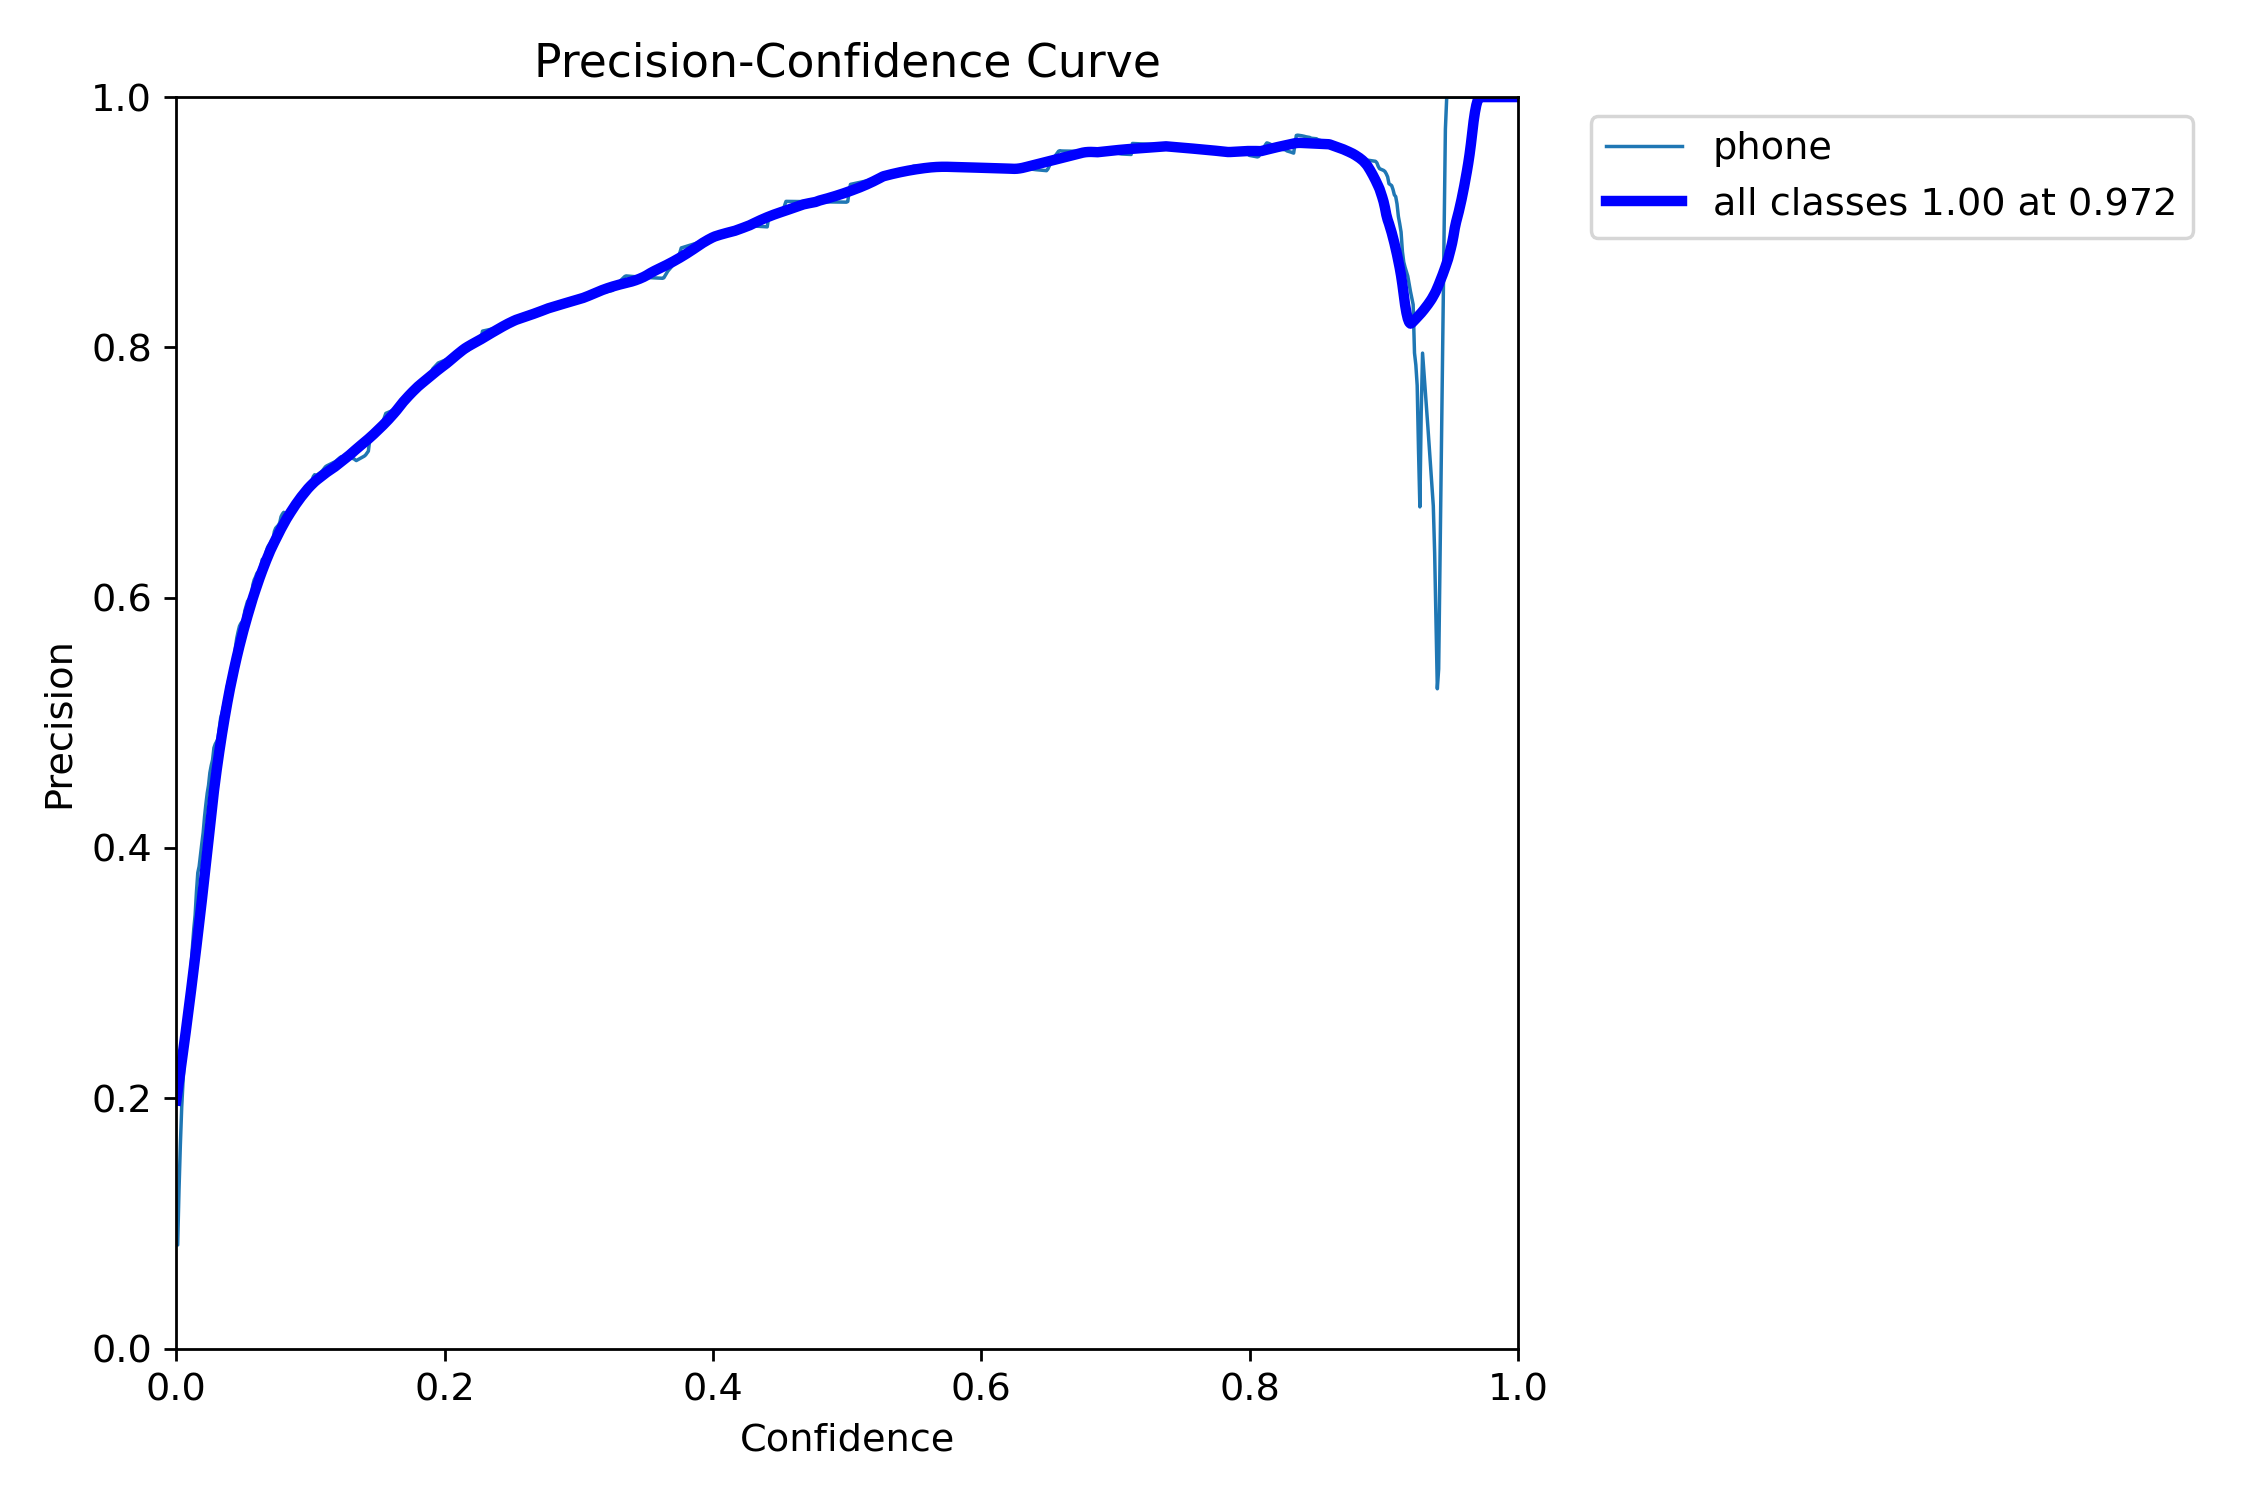 Precision-Confidence Curve
1.0
0.8
0.6
0.4
0.2
0.0
Precision
0.0 0.2 0.4 0.6 0.8 1.0
Confidence
phone
all classes 1.00 at 0.972